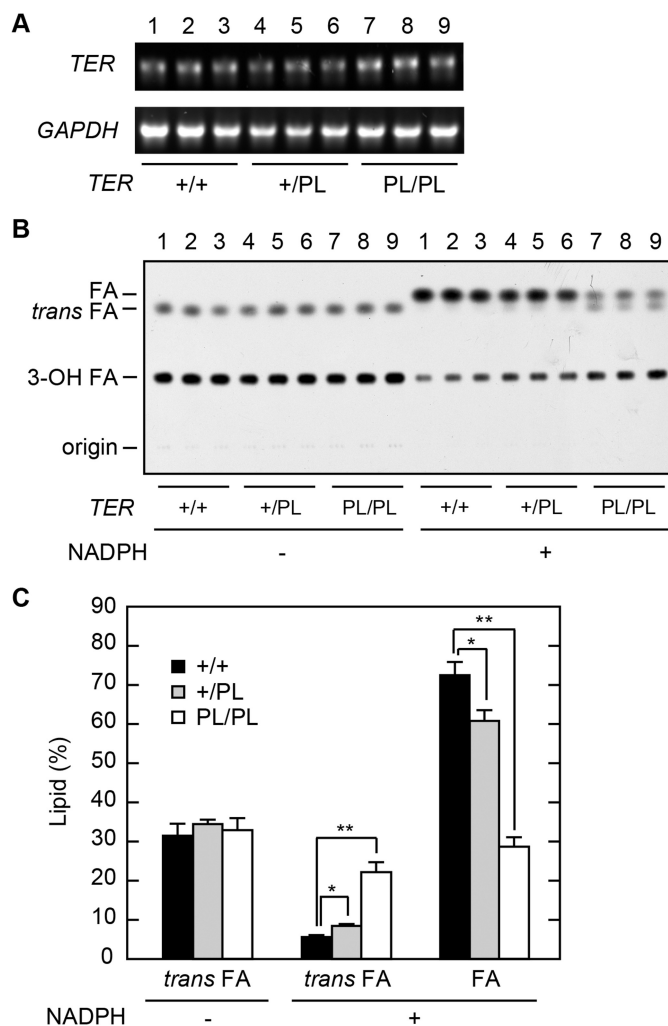 A
1 2 3 4 5 6 7 8 9
TER
GAPDH
TER +/+ +/PL PL/PL
B
1 2 3 4 5 6 7 8 9 1 2 3 4 5 6 7 8 9
FA
trans FA
3-OH FA
origin
TER +/+ +/PL PL/PL +/+ +/PL PL/PL
NADPH - +
C
90
80
70
60
50
40
30
20
10
0
Lipid (%)
+/+
+/PL
PL/PL
**
*
**
*
trans FA trans FA FA
NADPH - +